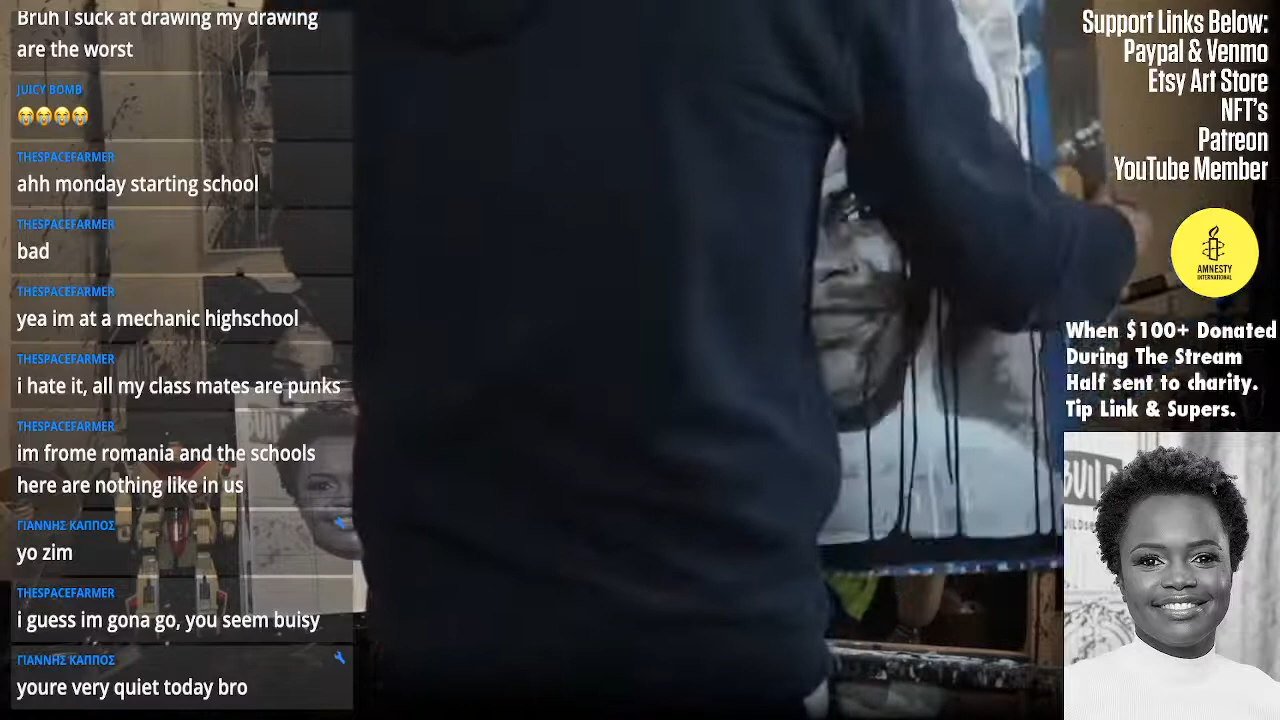 Bruh I suck at drawing my drawing
are the worst
JUICY BOMB
😭😭😭😭
THESPACEFARMER
ahh monday starting school
THESPACEFARMER
bad
THESPACEFARMER
yea im at a mechanic highschool
THESPACEFARMER
i hate it, all my class mates are punks
THESPACEFARMER
im frome romania and the schools
here are nothing like in us
ΓΙΑΝΝΗΣ ΚΑΠΠΟΣ
yo zim
THESPACEFARMER
i guess im gona go, you seem buisy
ΓΙΑΝΝΗΣ ΚΑΠΠΟΣ
youre very quiet today bro
Support Links Below:
Paypal & Venmo
Etsy Art Store
NFT's
Patreon
YouTube Member
AMNESTY
INTERNATIONAL
When $100+ Donated
During The Stream
Half sent to charity.
Tip Link & Supers.
BUILD